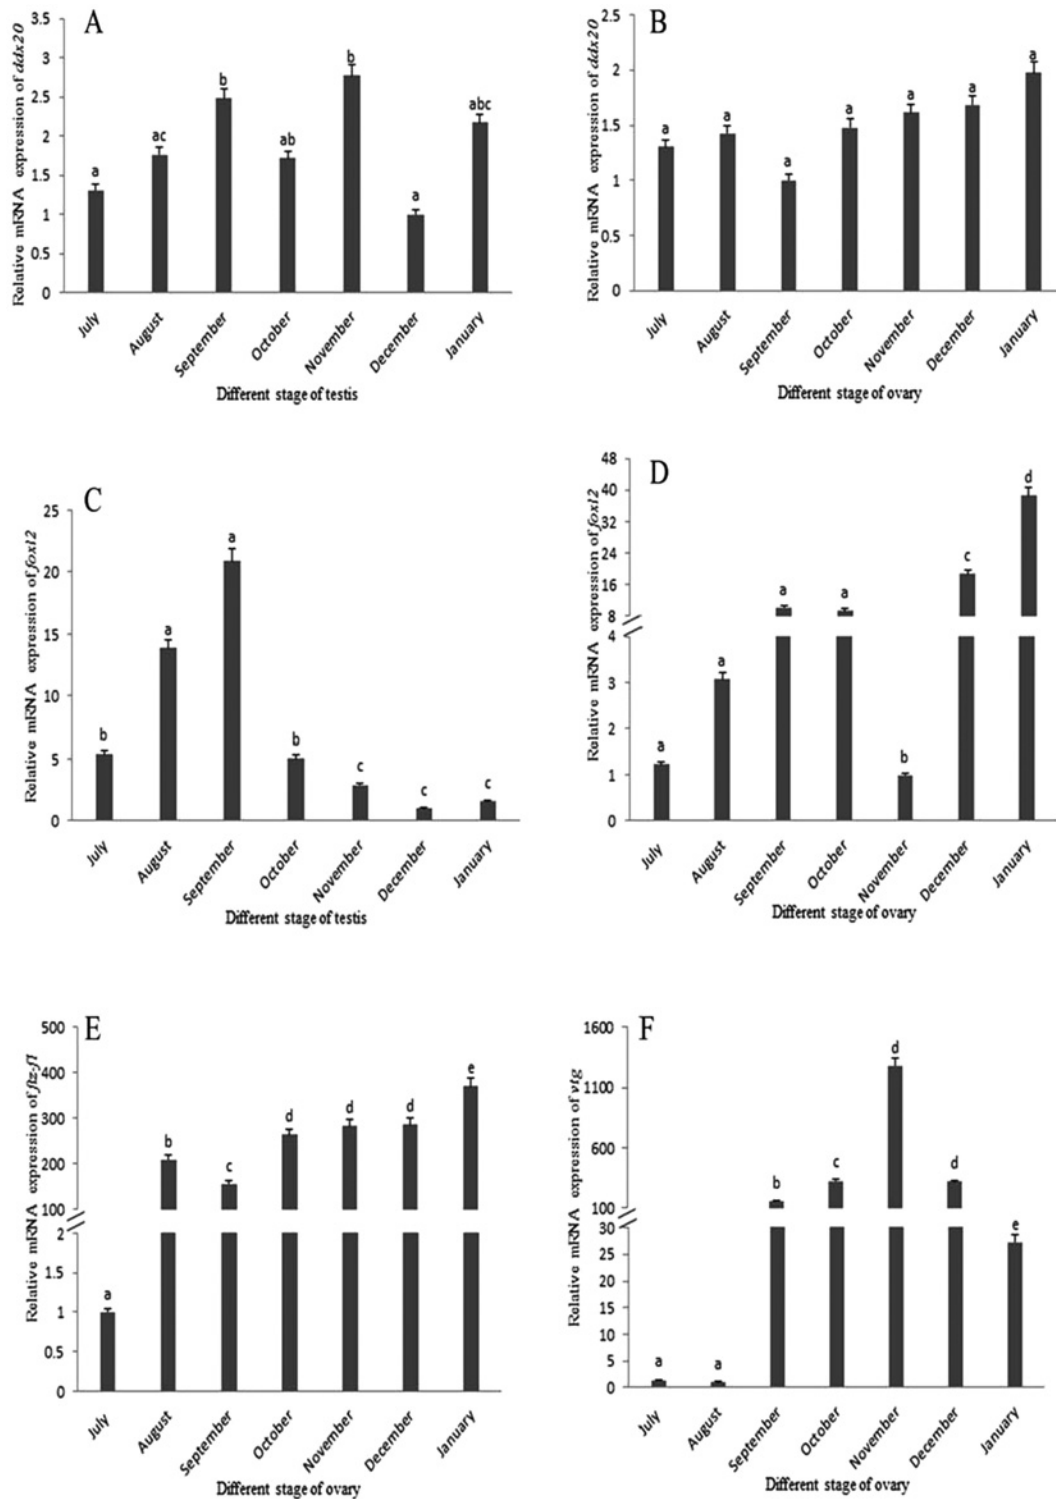 A
Relative mRNA expression of ddx20
3.5
3
2.5
2
1.5
1
0.5
0
a
ac
b
ab
b
a
abc
July
August
September
October
November
December
January
Different stage of testis
B
Relative mRNA expression of ddx20
2.5
2
1.5
1
0.5
0
a
a
a
a
a
a
a
July
August
September
October
November
December
January
Different stage of ovary
C
Relative mRNA expression of foxl2
25
20
15
10
5
0
b
a
a
b
c
c
c
July
August
September
October
November
December
January
Different stage of testis
D
Relative mRNA expression of foxl2
48
40
32
24
16
8
4
3
2
1
0
a
a
a
a
b
c
d
July
August
September
October
November
December
January
Different stage of ovary
E
Relative mRNA expression of ftz-f1
500
400
300
200
100
2
1.5
1
0.5
0
a
b
c
d
d
d
e
July
August
September
October
November
December
January
Different stage of ovary
F
Relative mRNA expression of vtg
1600
1100
600
100
30
25
20
15
10
5
0
a
a
b
c
d
d
e
July
August
September
October
November
December
January
Different stage of ovary